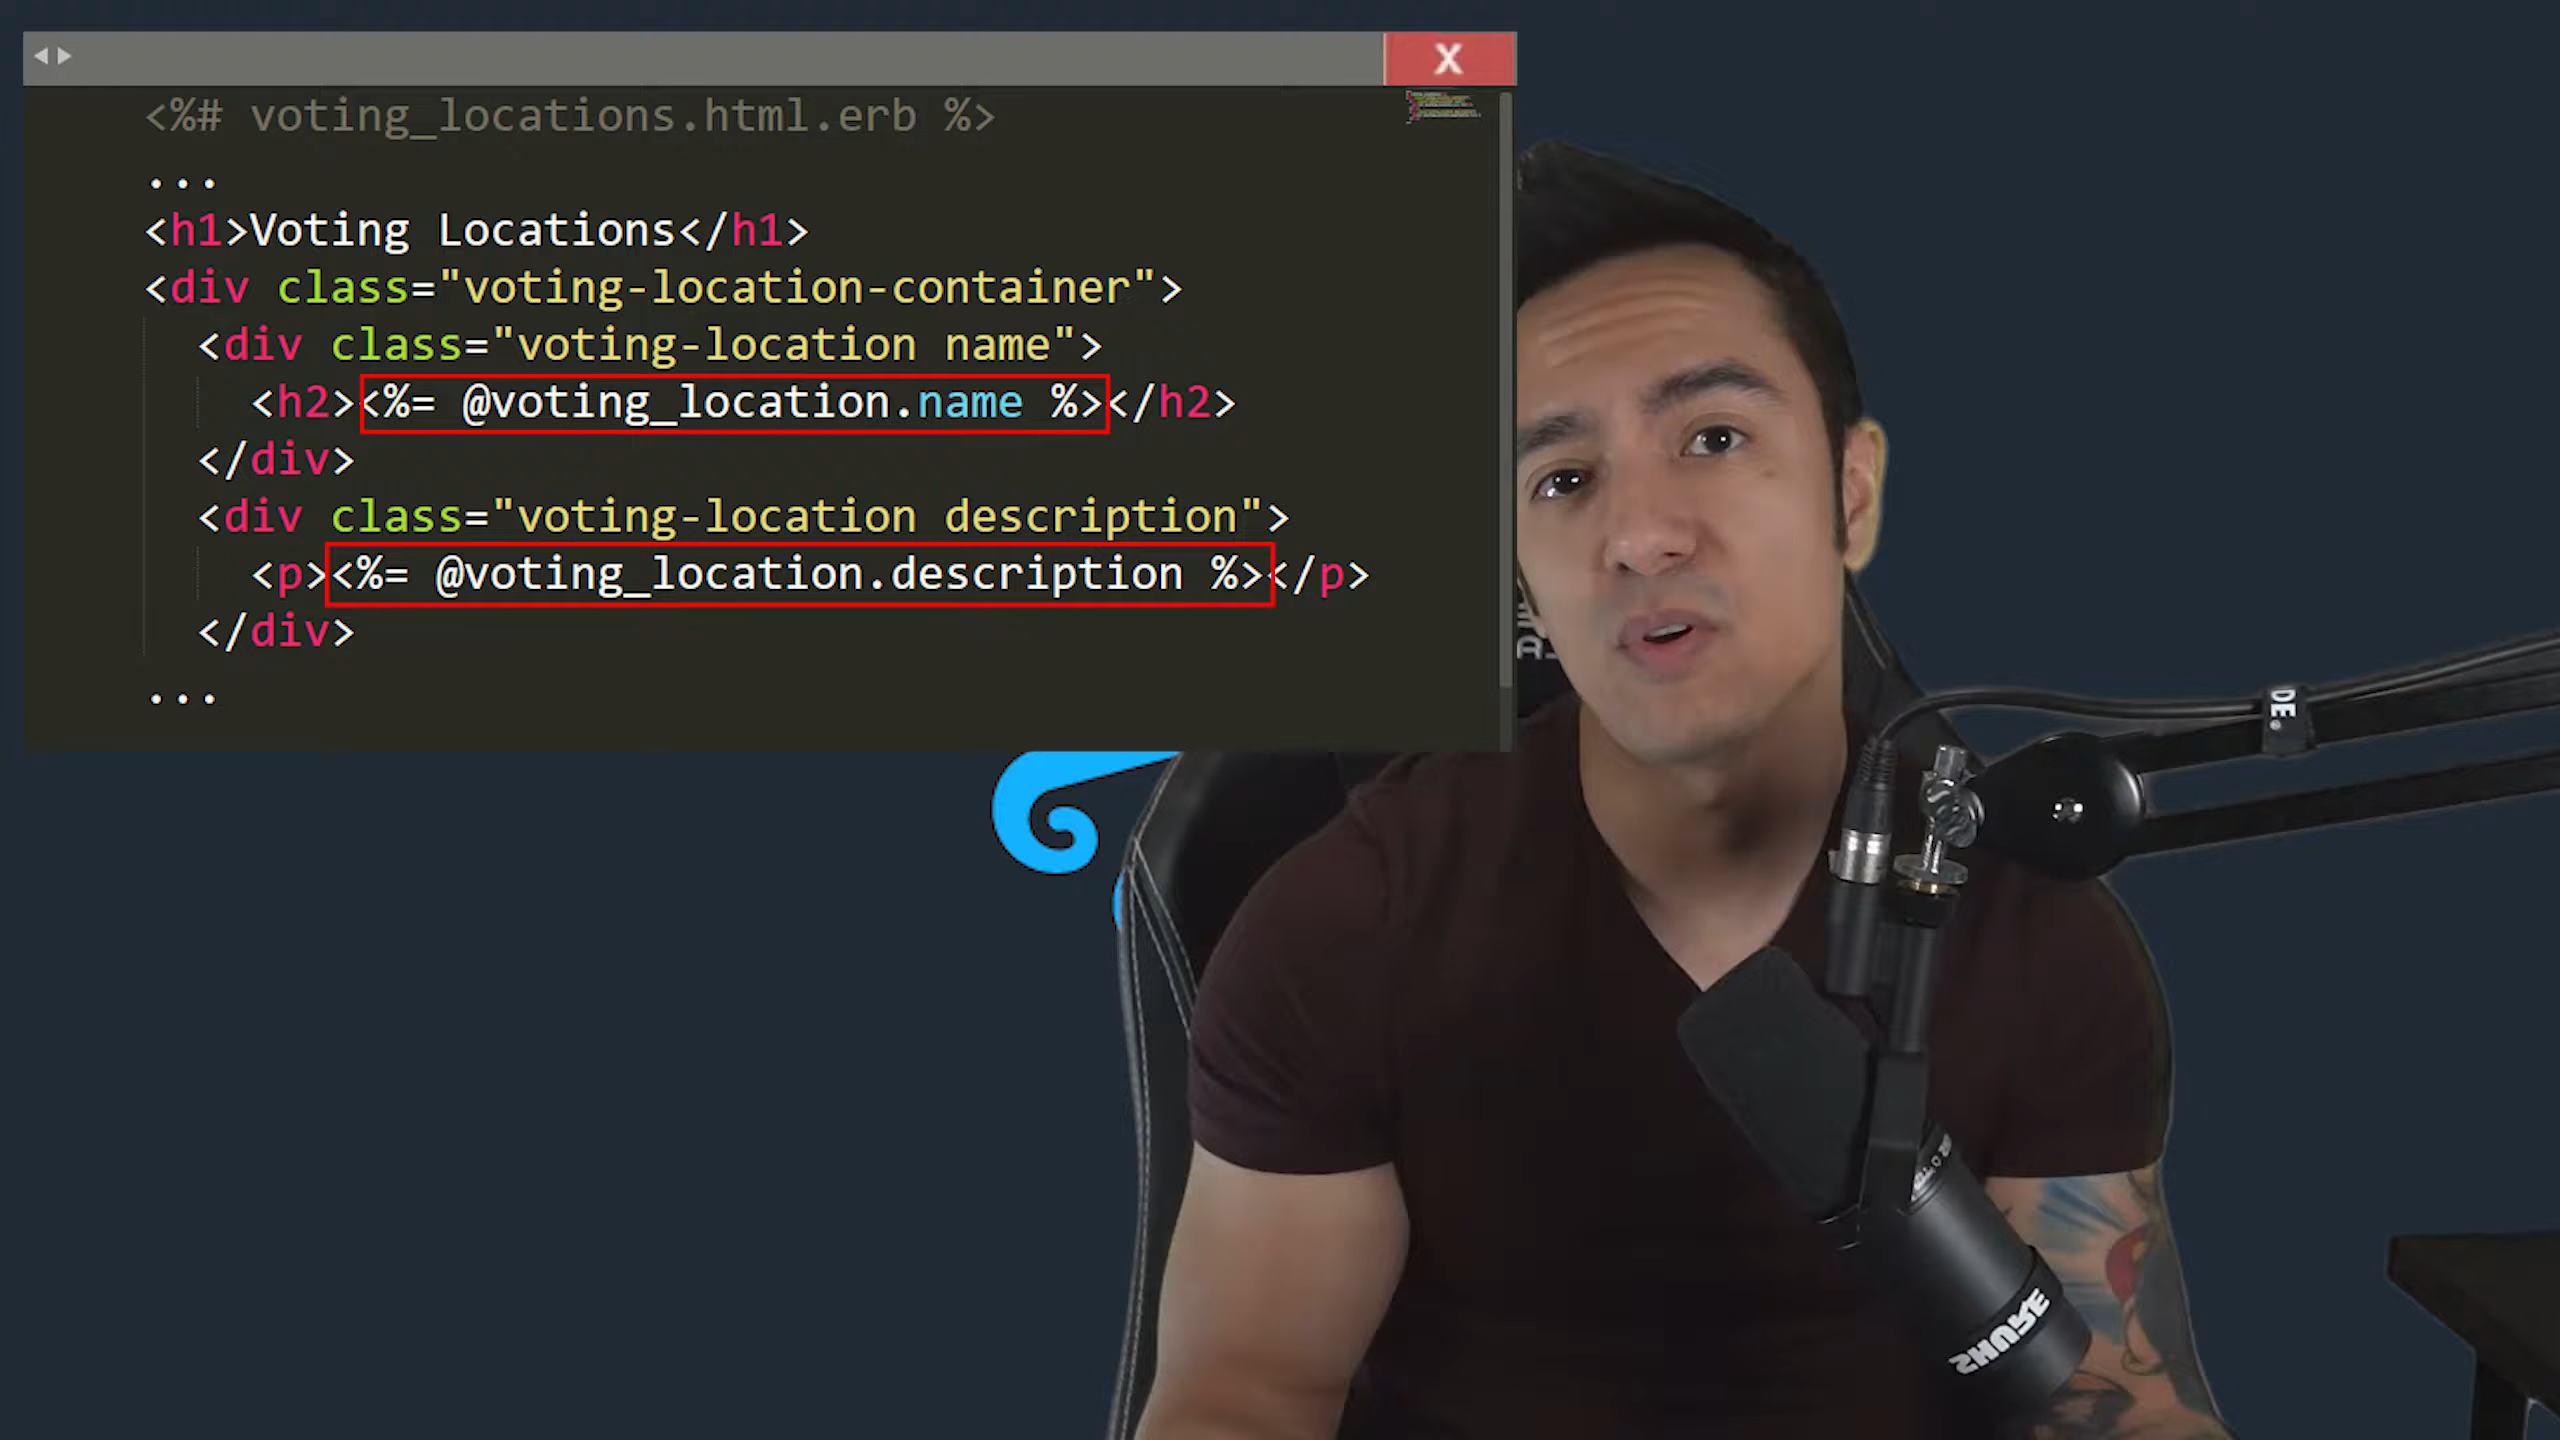 X
<%# voting_locations.html.erb %>
...
<h1>Voting Locations</h1>
<div class="voting-location-container">
<div class="voting-location name">
<h2><%= @voting_location.name %></h2>
</div>
<div class="voting-location description">
<p><%= @voting_location.description %></p>
</div>
...
DE.
SHURE